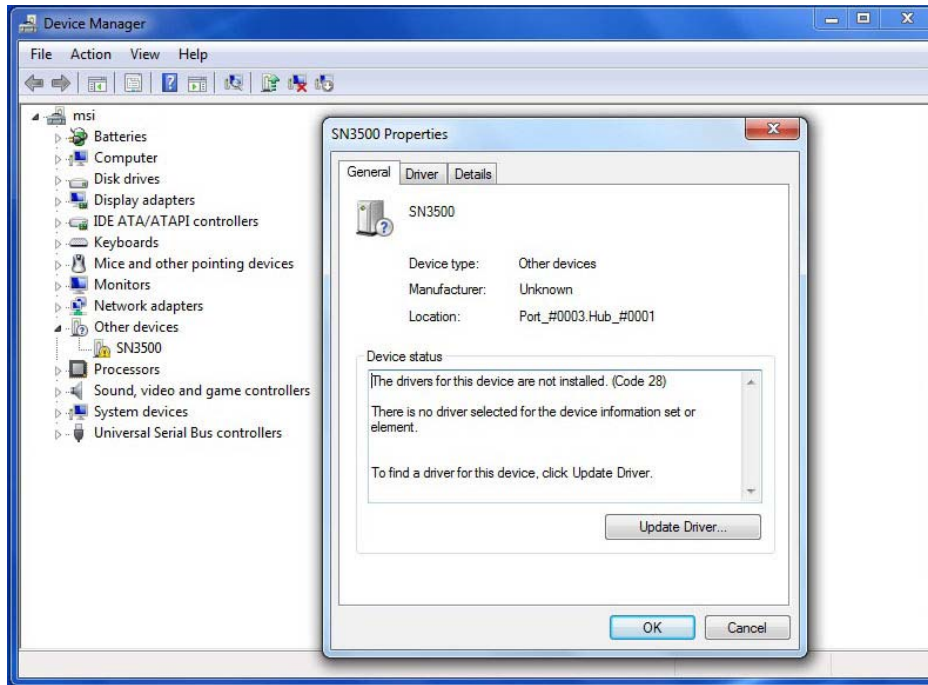 Device Manager
File Action View Help
msi
Batteries
Computer
Disk drives
Display adapters
IDE ATA/ATAPI controllers
Keyboards
Mice and other pointing devices
Monitors
Network adapters
Other devices
SN3500
Processors
Sound, video and game controllers
System devices
Universal Serial Bus controllers
SN3500 Properties
General Driver Details
SN3500
Device type: Other devices
Manufacturer: Unknown
Location: Port_#0003.Hub_#0001
Device status
The drivers for this device are not installed. (Code 28)
There is no driver selected for the device information set or
element.
To find a driver for this device, click Update Driver.
Update Driver...
OK Cancel